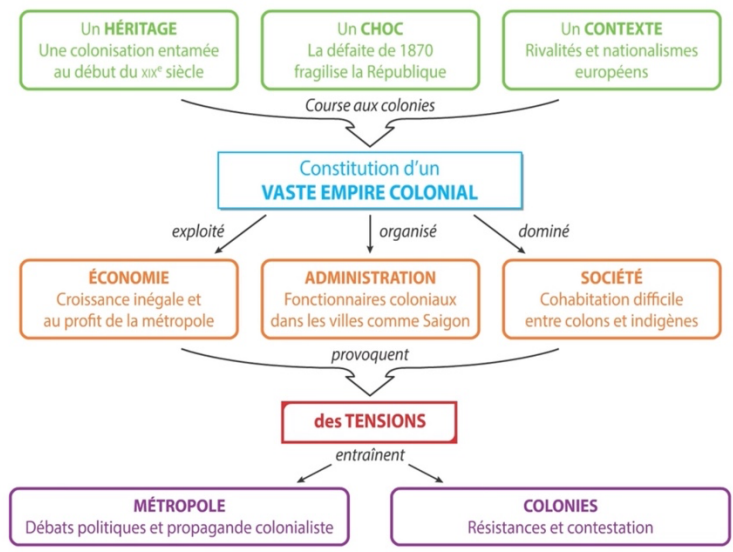 Un HÉRITAGE
Une colonisation entamée
au début du XIXe siècle
Un CHOC
La défaite de 1870
fragilise la République
Un CONTEXTE
Rivalités et nationalismes
européens
Course aux colonies
Constitution d'un
VASTE EMPIRE COLONIAL
exploité
organisé
dominé
ÉCONOMIE
Croissance inégale et
au profit de la métropole
ADMINISTRATION
Fonctionnaires coloniaux
dans les villes comme Saigon
SOCIÉTÉ
Cohabitation difficile
entre colons et indigènes
provoquent
des TENSIONS
entraînent
MÉTROPOLE
Débats politiques et propagande colonialiste
COLONIES
Résistances et contestation